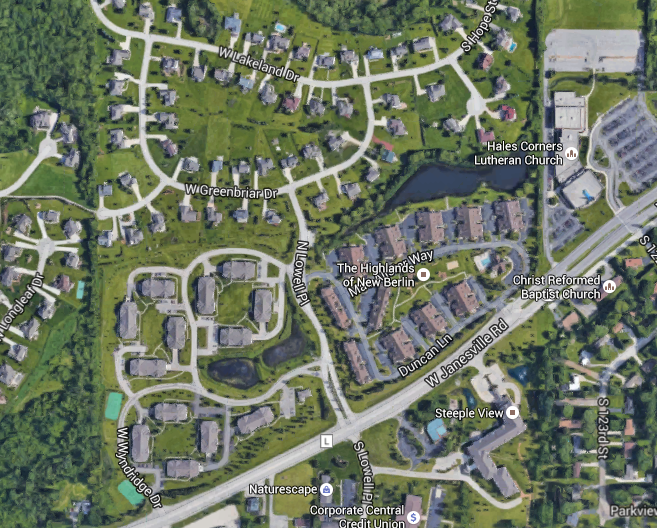 S Hope St
W Lakeland Dr
Hales Corners
Lutheran Church
W Greenbriar Dr
N Lowell Pl
Way
The Highlands
of New Berlin
Christ Reformed
Baptist Church
Longleaf Dr
Duncan Ln
W Janesville Rd
S 123rd St
Steeple View
L
W Wyndridge Dr
S Lowell Pl
Naturescape
Corporate Central
Credit Union
$
Parkview